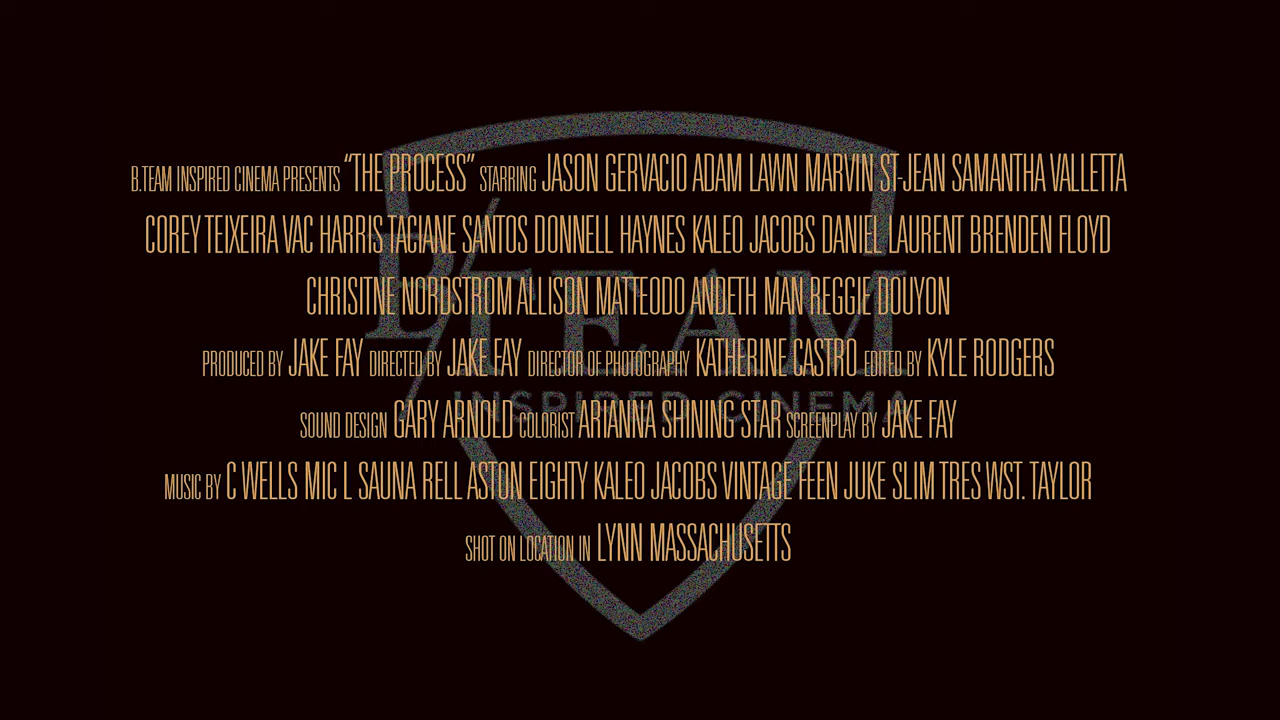 B.TEAM INSPIRED CINEMA PRESENTS “THE PROCESS” STARRING JASON GERVACIO ADAM LAWN MARVIN ST-JEAN SAMANTHA VALLETTA
COREY TEIXEIRA VAC HARRIS TACIANE SANTOS DONNELL HAYNES KALEO JACOBS DANIEL LAURENT BRENDEN FLOYD
CHRISITNE NORDSTROM ALLISON MATTEODO ANDETH MAN REGGIE DOUYON
PRODUCED BY JAKE FAY DIRECTED BY JAKE FAY DIRECTOR OF PHOTOGRAPHY KATHERINE CASTRO EDITED BY KYLE RODGERS
SOUND DESIGN GARY ARNOLD COLORIST ARIANNA SHINING STAR SCREENPLAY BY JAKE FAY
MUSIC BY C WELLS MIC L SAUNA RELL ASTON EIGHTY KALEO JACOBS VINTAGE FEEN JUKE SLIM TRES WST. TAYLOR
SHOT ON LOCATION IN LYNN MASSACHUSETTS
B/TEAM
INSPIRED CINEMA